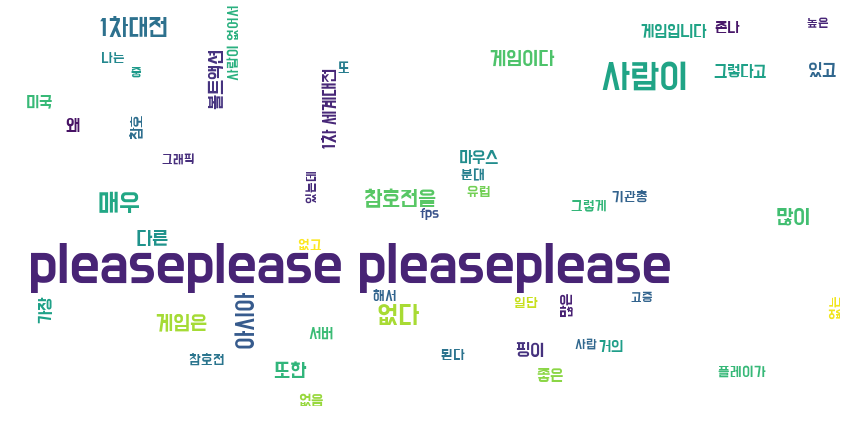 1차대전
나는
중
볼트액션
사람이 없어서
1차 세계대전
또
게임이다
게임입니다
존나
높은
사람이
그렇다고
있고
미국
왜
참호
그래픽
있는데
마우스
분대
유럽
참호전을
fps
그렇게
기관총
많이
매우
다른
없고
pleaseplease pleaseplease
가장
게임은
아시아
참호전
서버
또한
없음
해서
없다
된다
일단
핑이
좋은
사람
거의
고증
플레이가